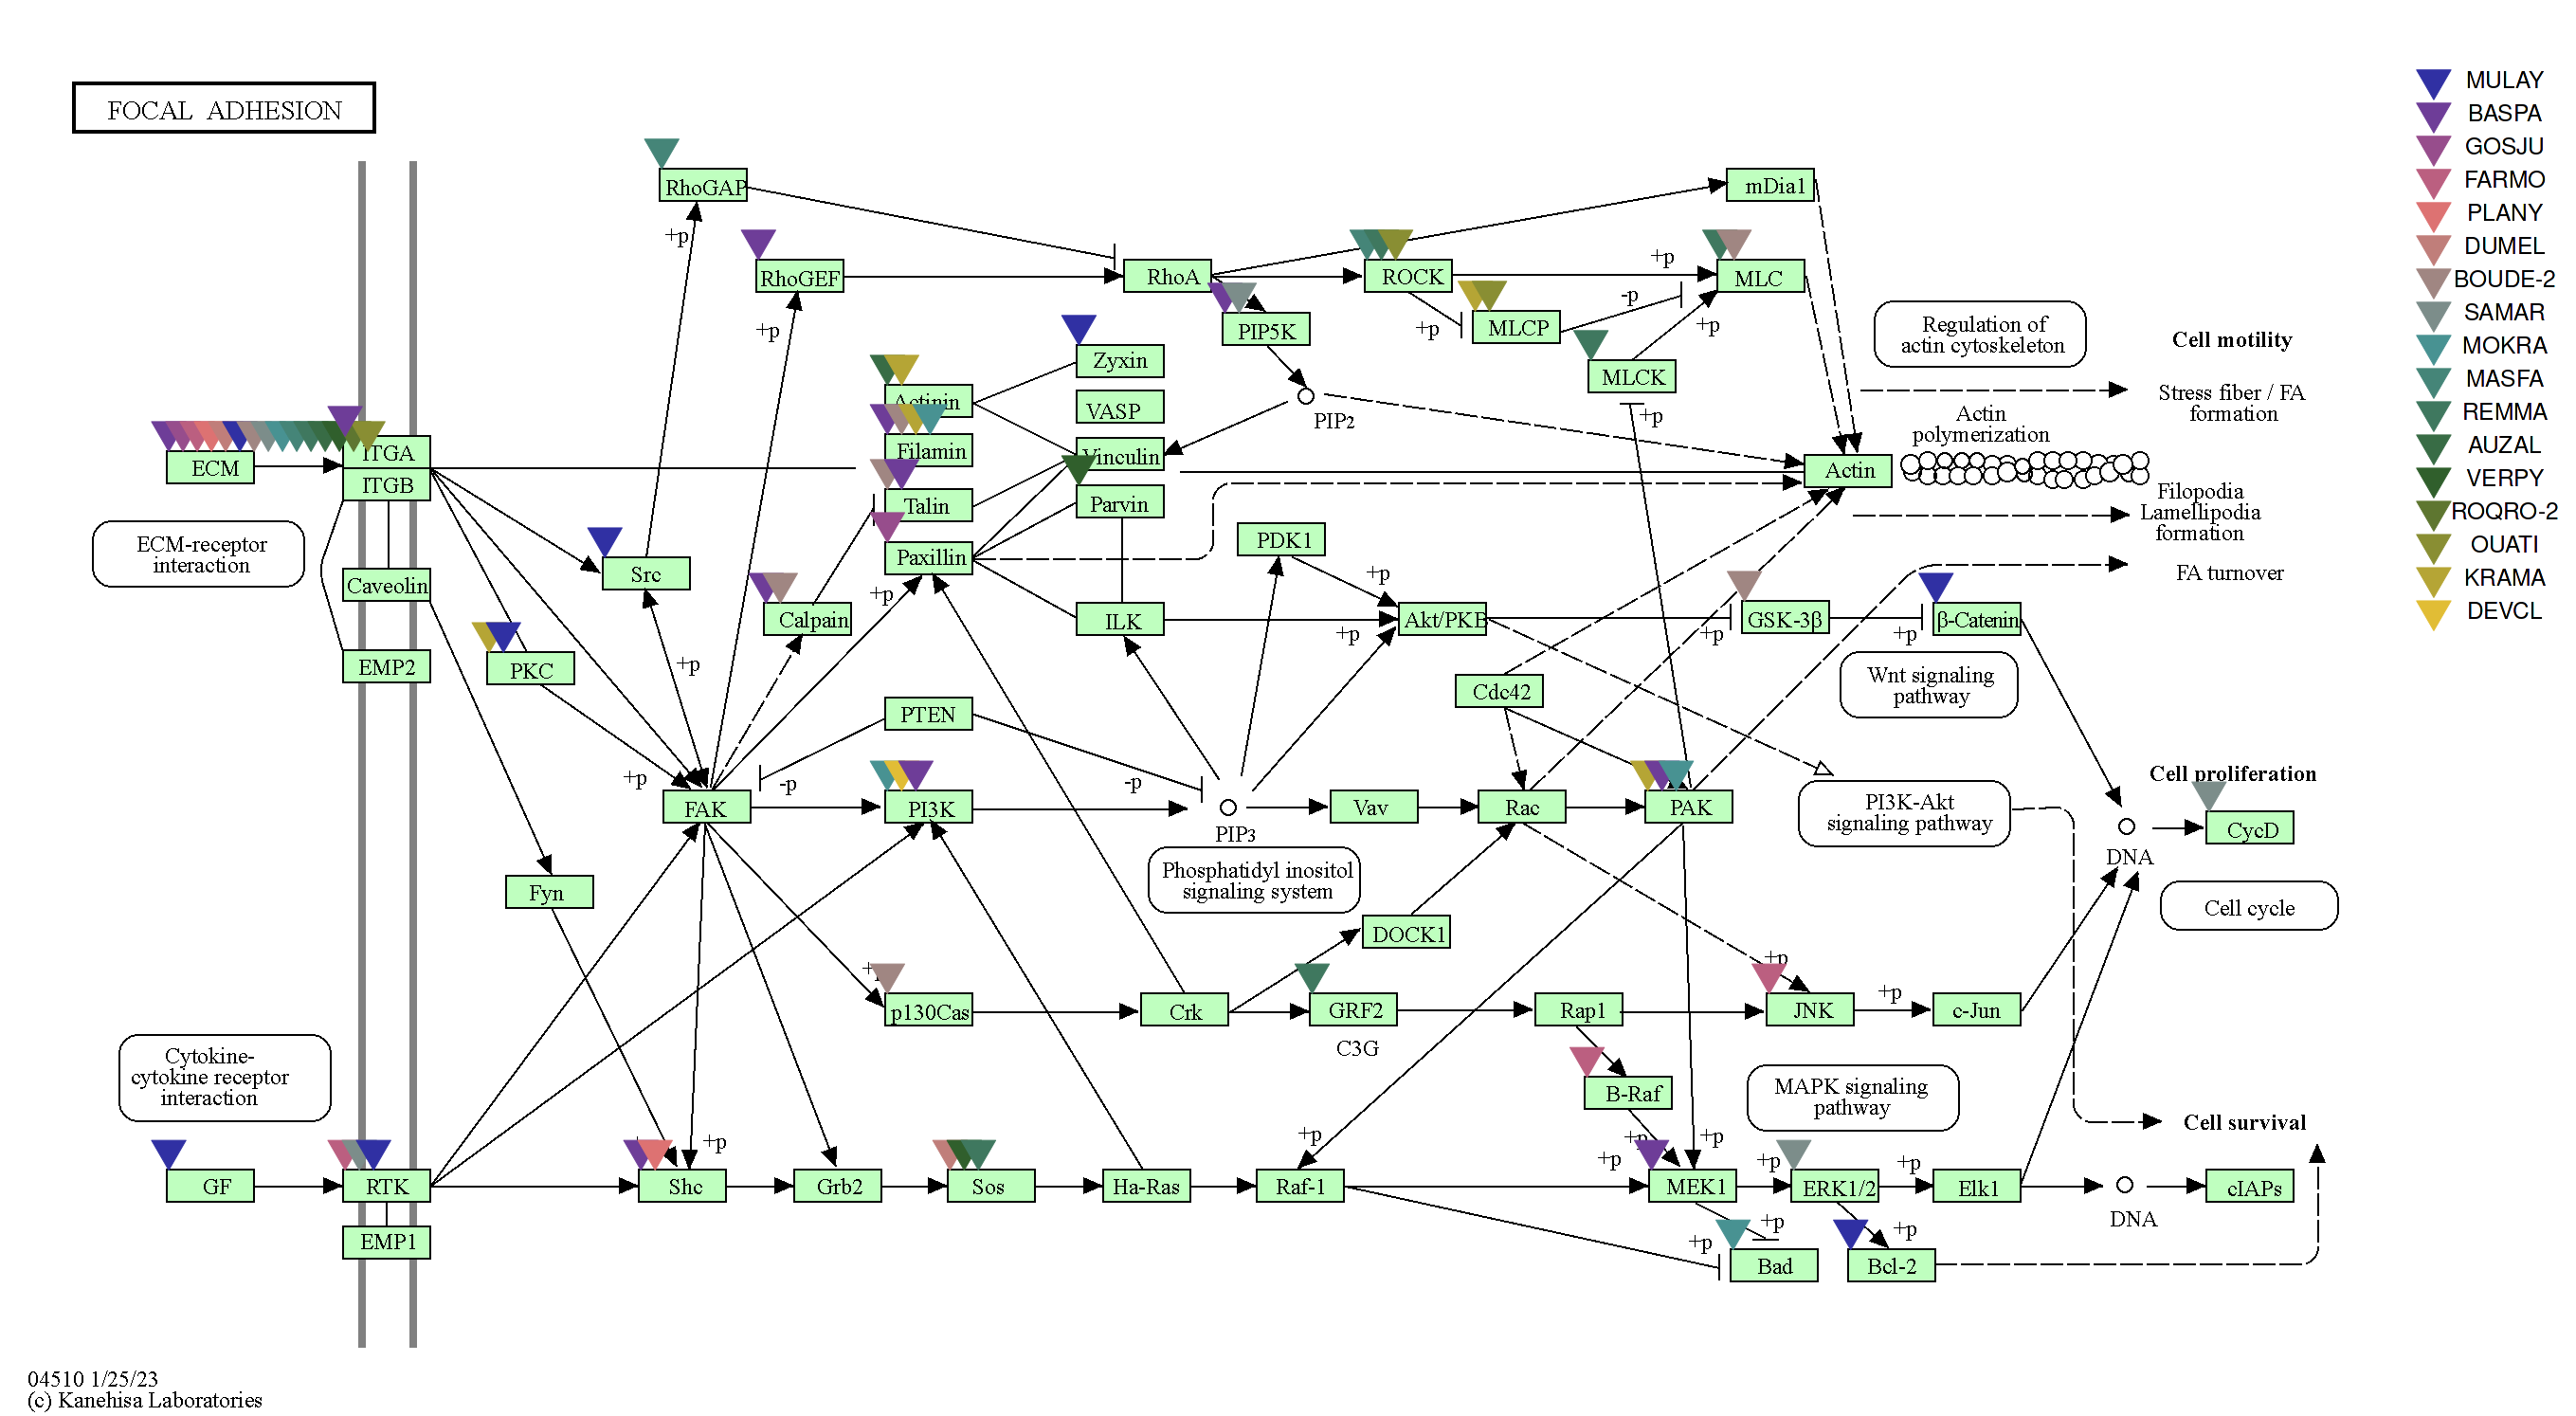 FOCAL ADHESION
MULAY
BASPA
GOSJU
FARMO
PLANY
DUMEL
BOUDE-2
SAMAR
MOKRA
MASFA
REMMA
AUZAL
VERPY
ROQRO-2
OUATI
KRAMA
DEVCL
RhoGAP
mDia1
+p
RhoGEF
RhoA
ROCK
+p
MLC
+p
PIP5K
+p
MLCP
-p
+p
Regulation of
actin cytoskeleton
Cell motility
Zyxin
MLCK
Stress fiber / FA
formation
Actinin
VASP
PIP2
+p
Actin
polymerization
ITGA
ECM
ITGB
Filamin
Vinculin
Actin
Talin
Parvin
Filopodia
Lamellipodia
formation
ECM-receptor
interaction
Paxillin
PDK1
FA turnover
Src
Caveolin
+p
+p
Calpain
ILK
Akt/PKB
+p
GSK-3β
+p
+p
β-Catenin
EMP2
PKC
+p
Wnt signaling
pathway
Cdc42
PTEN
+p
-p
-p
Cell proliferation
FAK
PI3K
PIP3
Vav
Rac
PAK
PI3K-Akt
signaling pathway
CycD
DNA
Phosphatidyl inositol
signaling system
Fyn
Cell cycle
DOCK1
+p
+p
p130Cas
Crk
GRF2
C3G
Rap1
JNK
+p
c-Jun
Cytokine-
cytokine receptor
interaction
B-Raf
MAPK signaling
pathway
Cell survival
+p
+p
+p
+p
+p
+p
+p
GF
RTK
Shc
Grb2
Sos
Ha-Ras
Raf-1
MEK1
ERK1/2
Elk1
cIAPs
DNA
EMP1
+p
+p
+p
Bad
Bcl-2
04510 1/25/23
(c) Kanehisa Laboratories